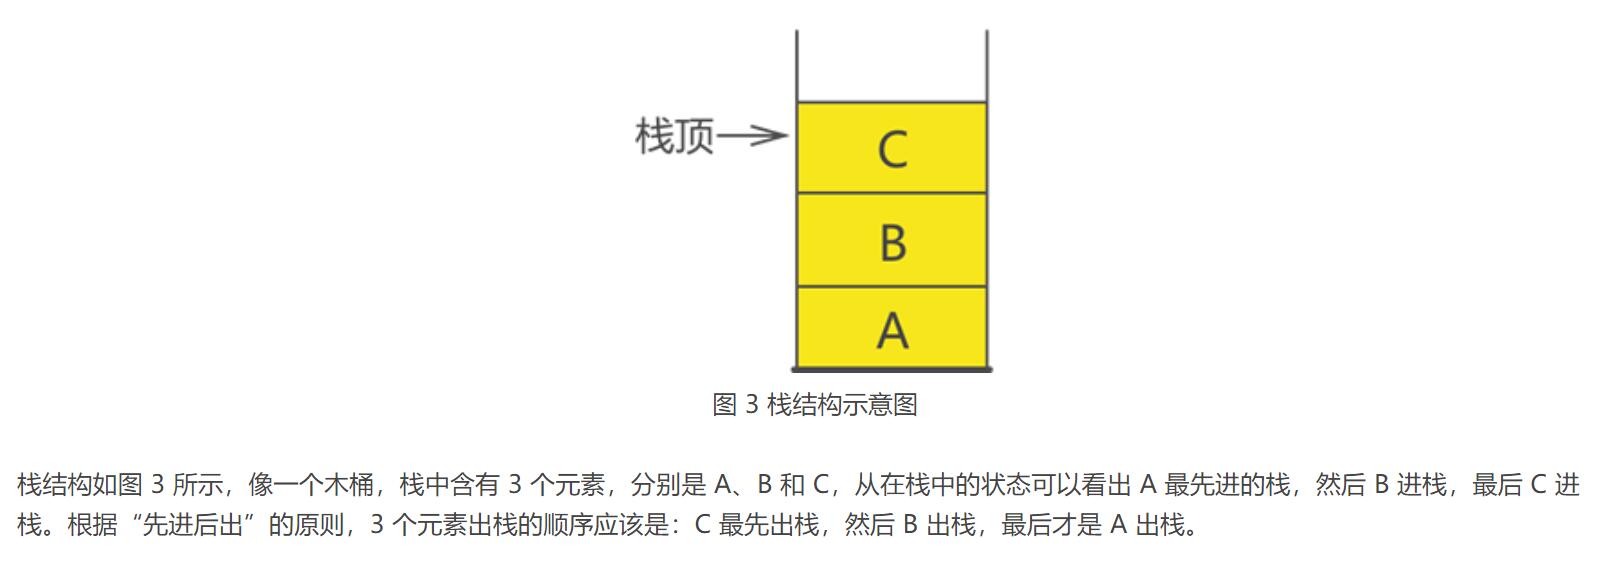 C
栈顶
B
A
图 3 栈结构示意图
栈结构如图 3 所示，像一个木桶，栈中含有 3 个元素，分别是 A、B 和 C，从在栈中的状态可以看出 A 最先进的栈，然后 B 进栈，最后 C 进
栈。根据“先进后出”的原则，3 个元素出栈的顺序应该是：C 最先出栈，然后 B 出栈，最后才是 A 出栈。